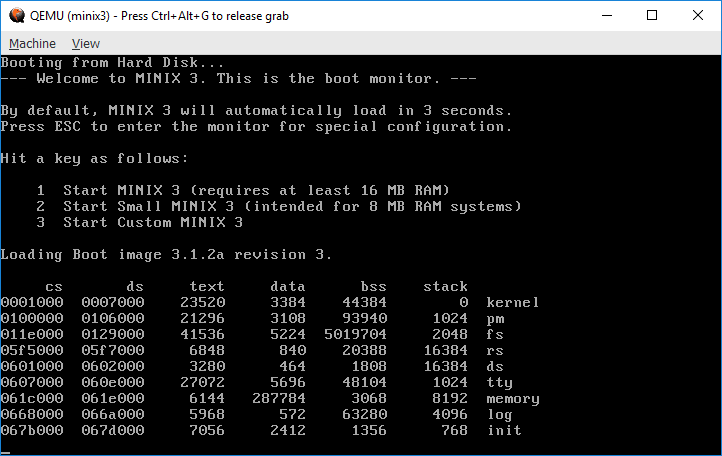 QEMU (minix3) - Press Ctrl+Alt+G to release grab
Machine View
Booting from Hard Disk...
--- Welcome to MINIX 3. This is the boot monitor. ---
By default, MINIX 3 will automatically load in 3 seconds.
Press ESC to enter the monitor for special configuration.
Hit a key as follows:
1 Start MINIX 3 (requires at least 16 MB RAM)
2 Start Small MINIX 3 (intended for 8 MB RAM systems)
3 Start Custom MINIX 3
Loading Boot image 3.1.2a revision 3.
cs ds text data bss stack
0001000 0007000 23520 3384 44384 0 kernel
0100000 0106000 21296 3108 93940 1024 pm
011e000 0129000 41536 5224 5019704 2048 fs
05f5000 05f7000 6848 840 20388 16384 rs
0601000 0602000 3280 464 1808 16384 ds
0607000 060e000 27072 5696 48104 1024 tty
061c000 061e000 6144 287784 3068 8192 memory
0668000 066a000 5968 572 63280 4096 log
067b000 067d000 7056 2412 1356 768 init